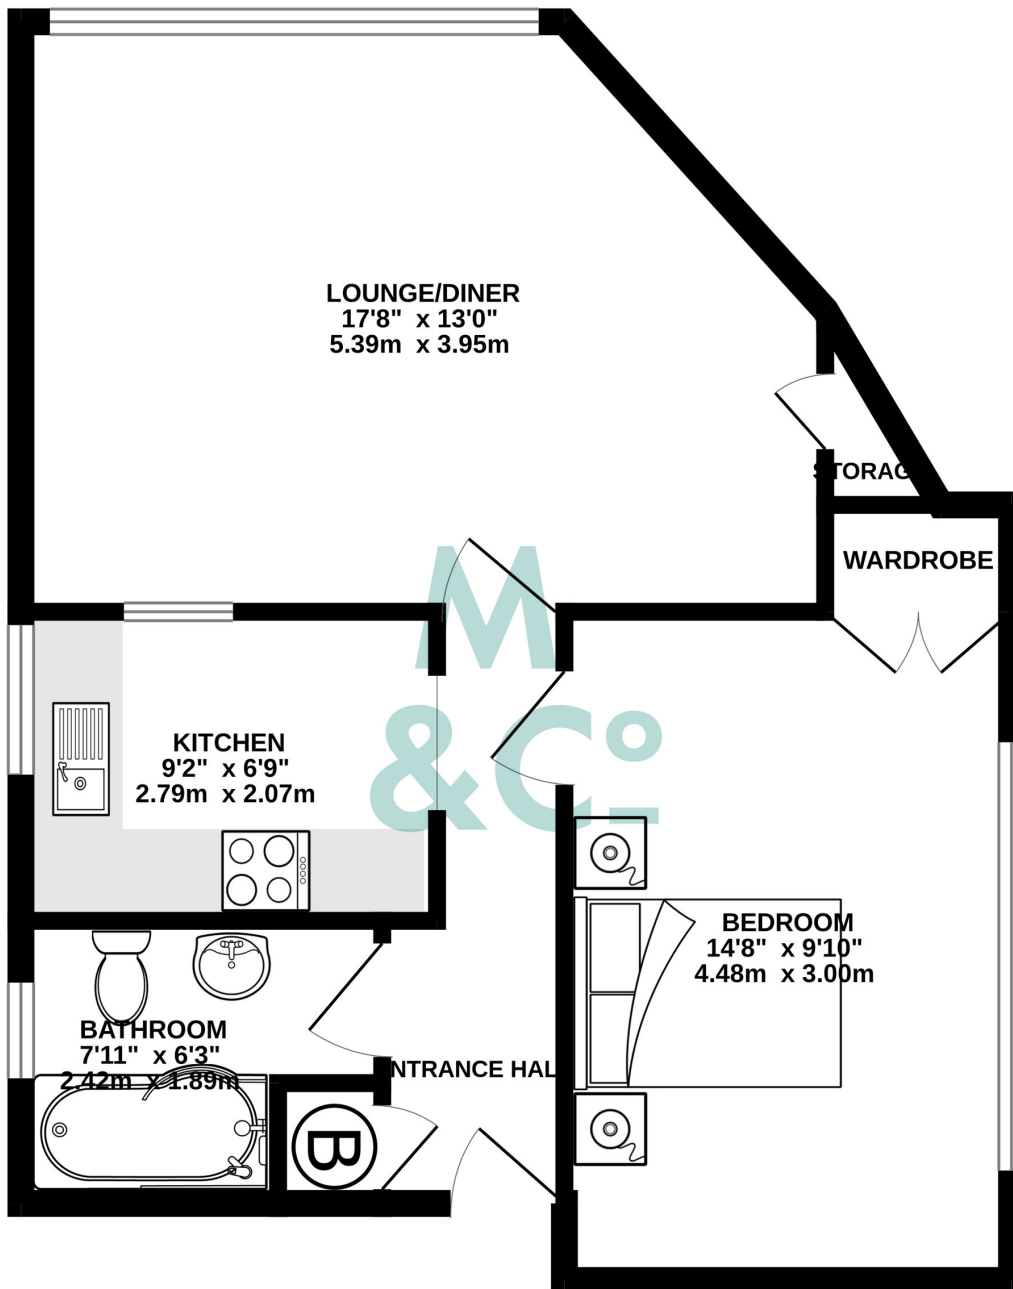 LOUNGE/DINER
17'8" x 13'0"
5.39m x 3.95m
STORAG
WARDROBE
M
&Co
KITCHEN
9'2" x 6'9"
2.79m x 2.07m
BEDROOM
14'8" x 9'10"
4.48m x 3.00m
BATHROOM
7'11" x 6'3"
2.42m x 1.89m
NTRANCE HAL
B